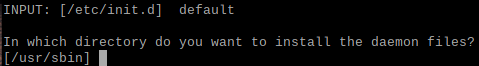 INPUT: [/etc/init.d]  default
In which directory do you want to install the daemon files?
[/usr/sbin]